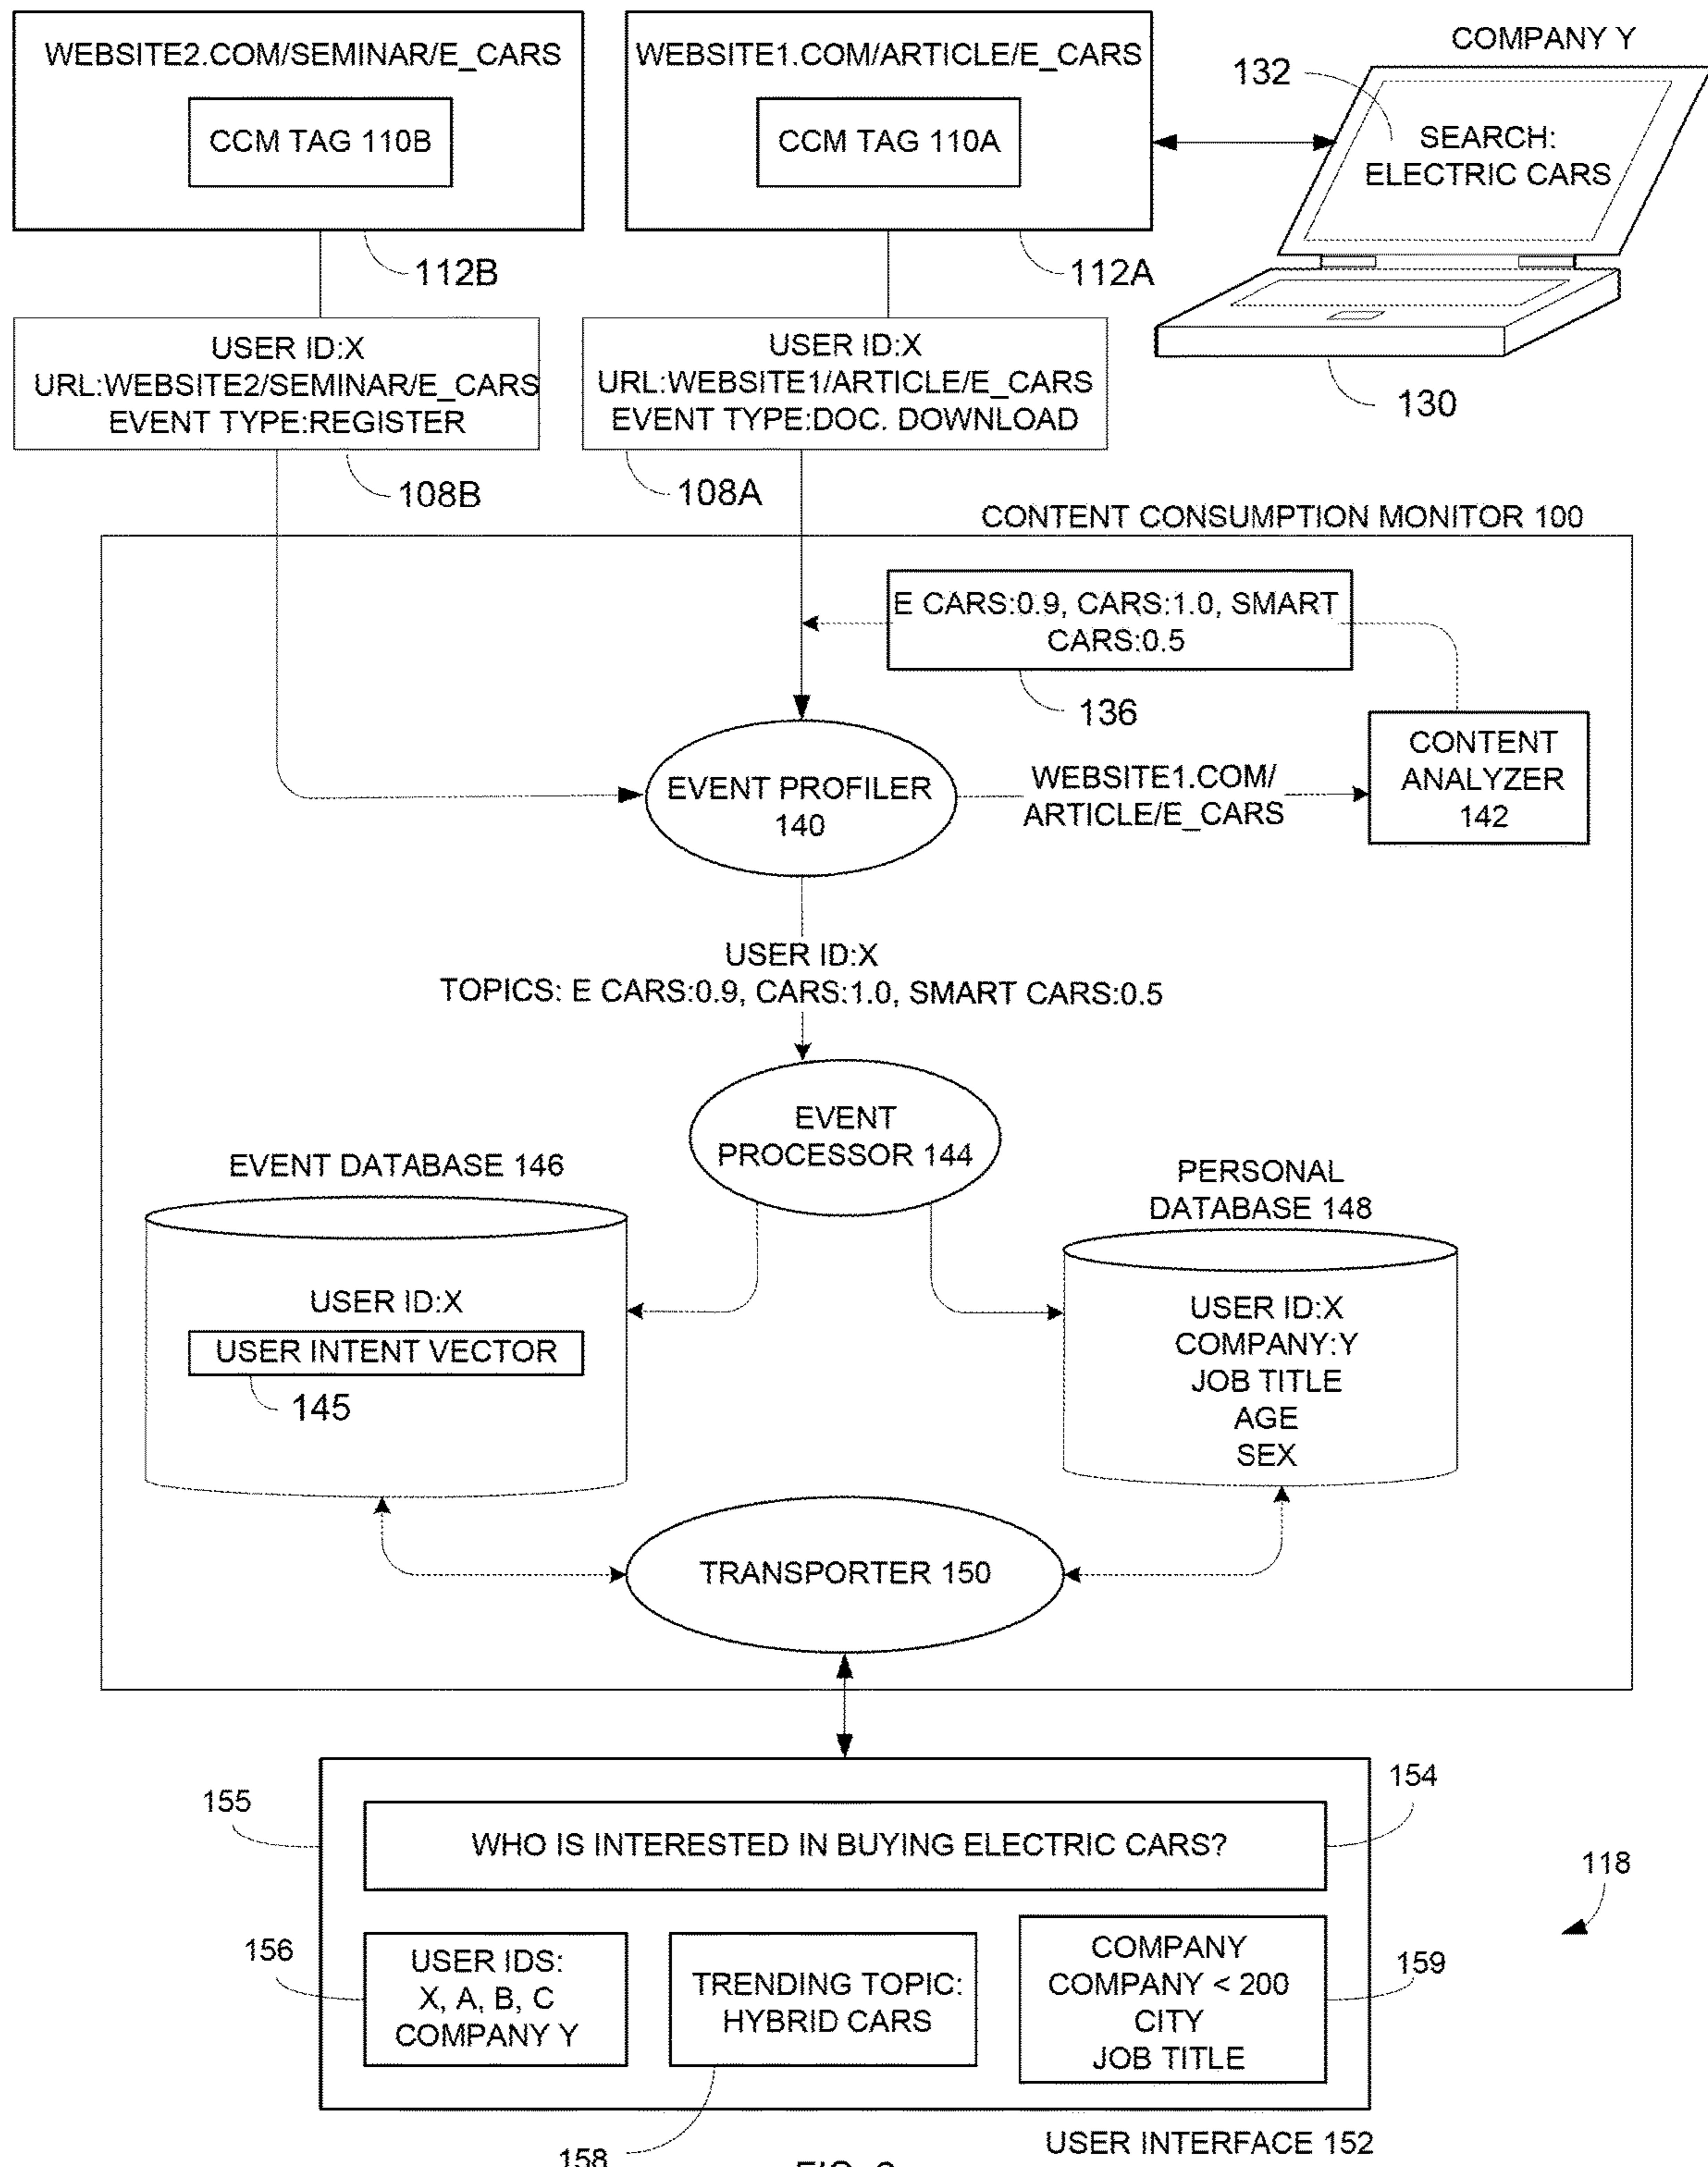 WEBSITE2.COM/SEMINAR/E_CARS
CCM TAG 110B
112B
WEBSITE1.COM/ARTICLE/E_CARS
CCM TAG 110A
112A
COMPANY Y
132
SEARCH:
ELECTRIC CARS
130
USER ID:X
URL:WEBSITE2/SEMINAR/E_CARS
EVENT TYPE:REGISTER
108B
USER ID:X
URL:WEBSITE1/ARTICLE/E_CARS
EVENT TYPE:DOC. DOWNLOAD
108A
CONTENT CONSUMPTION MONITOR 100
E CARS:0.9, CARS:1.0, SMART
CARS:0.5
136
EVENT PROFILER
140
WEBSITE1.COM/
ARTICLE/E_CARS
CONTENT
ANALYZER
142
USER ID:X
TOPICS: E CARS:0.9, CARS:1.0, SMART CARS:0.5
EVENT
PROCESSOR 144
EVENT DATABASE 146
USER ID:X
USER INTENT VECTOR
145
PERSONAL
DATABASE 148
USER ID:X
COMPANY:Y
JOB TITLE
AGE
SEX
TRANSPORTER 150
155
154
WHO IS INTERESTED IN BUYING ELECTRIC CARS?
118
156
USER IDS:
X, A, B, C
COMPANY Y
TRENDING TOPIC:
HYBRID CARS
COMPANY
COMPANY < 200
CITY
JOB TITLE
159
158
USER INTERFACE 152